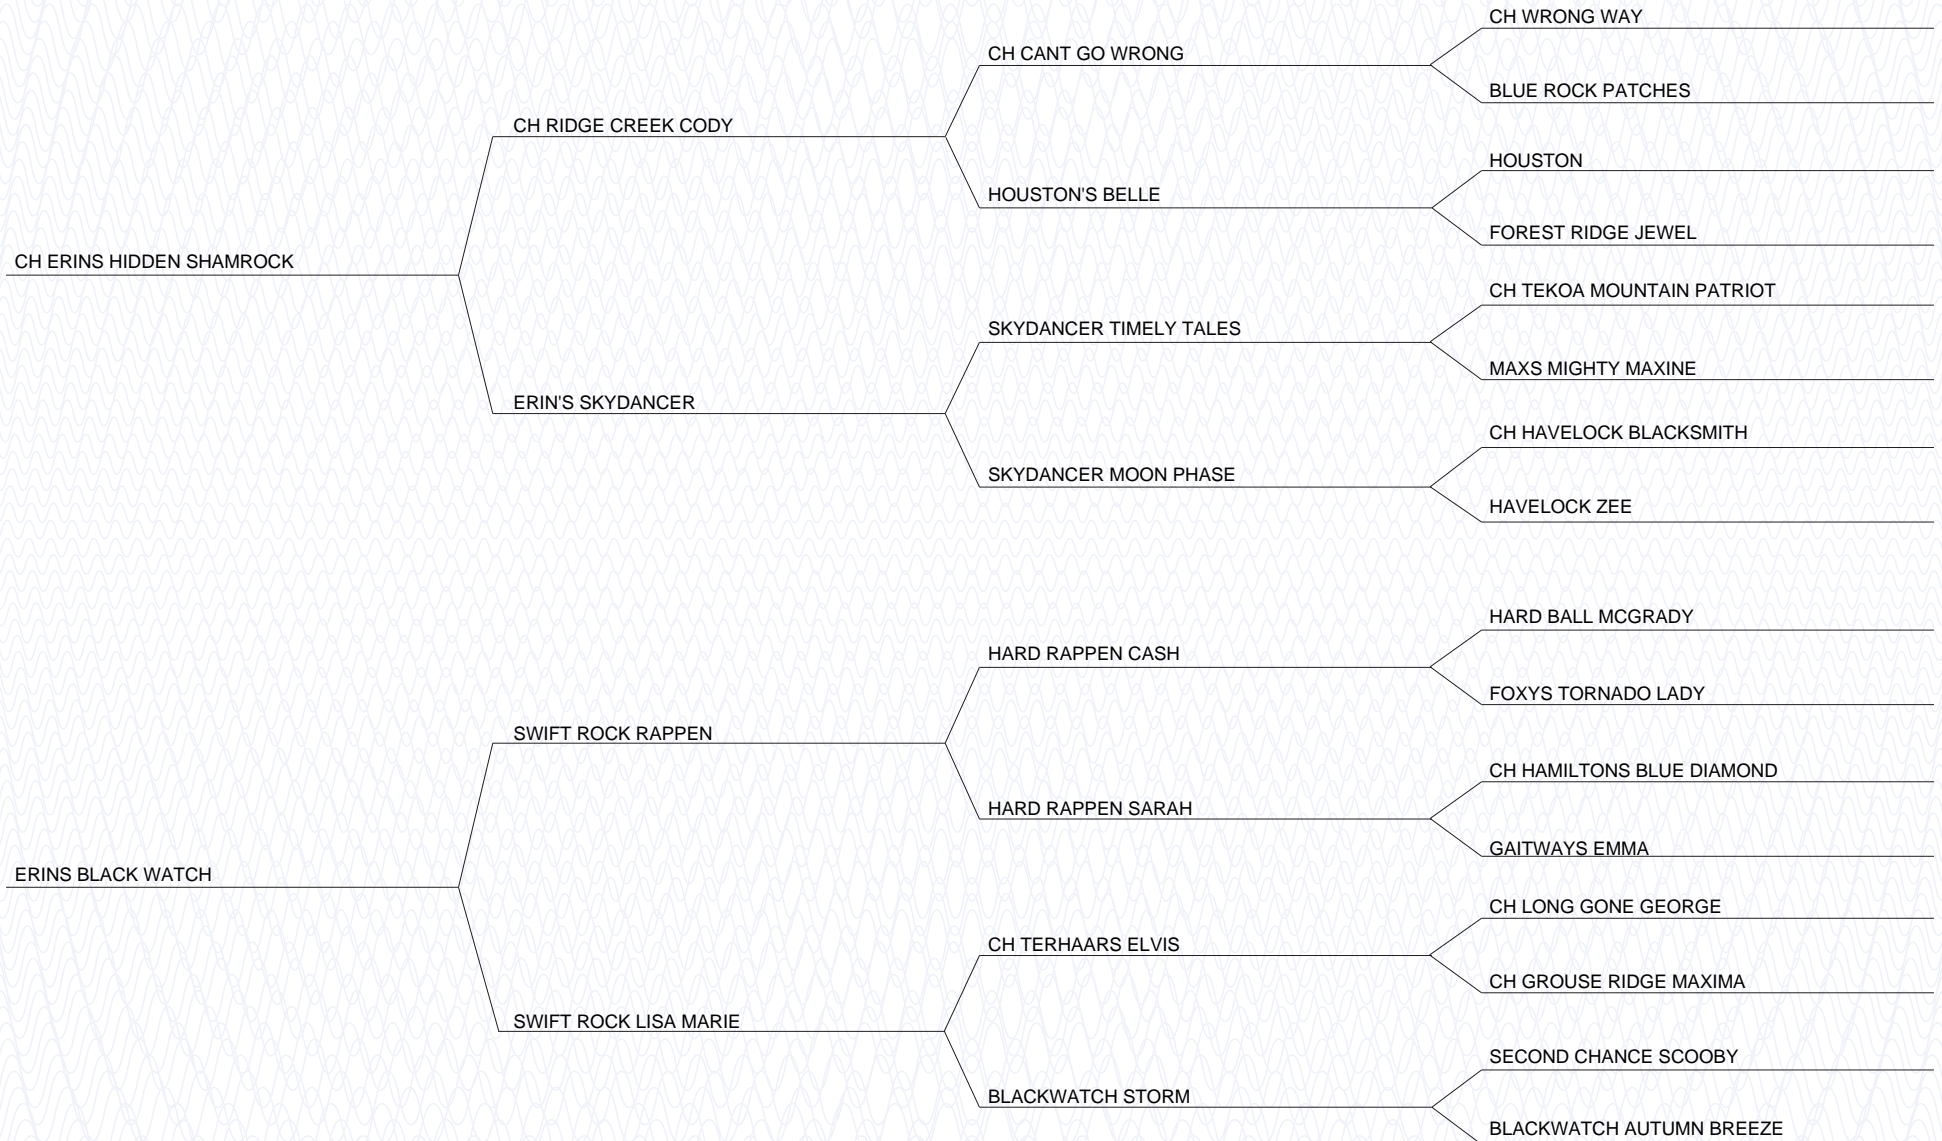 CH WRONG WAY
CH CANT GO WRONG
BLUE ROCK PATCHES
CH RIDGE CREEK CODY
HOUSTON
HOUSTON'S BELLE
FOREST RIDGE JEWEL
CH ERINS HIDDEN SHAMROCK
CH TEKOA MOUNTAIN PATRIOT
SKYDANCER TIMELY TALES
MAXS MIGHTY MAXINE
ERIN'S SKYDANCER
CH HAVELOCK BLACKSMITH
SKYDANCER MOON PHASE
HAVELOCK ZEE
HARD BALL MCGRADY
HARD RAPPEN CASH
FOXYS TORNADO LADY
SWIFT ROCK RAPPEN
CH HAMILTONS BLUE DIAMOND
HARD RAPPEN SARAH
GAITWAYS EMMA
ERINS BLACK WATCH
CH LONG GONE GEORGE
CH TERHAARS ELVIS
CH GROUSE RIDGE MAXIMA
SWIFT ROCK LISA MARIE
SECOND CHANCE SCOOBY
BLACKWATCH STORM
BLACKWATCH AUTUMN BREEZE